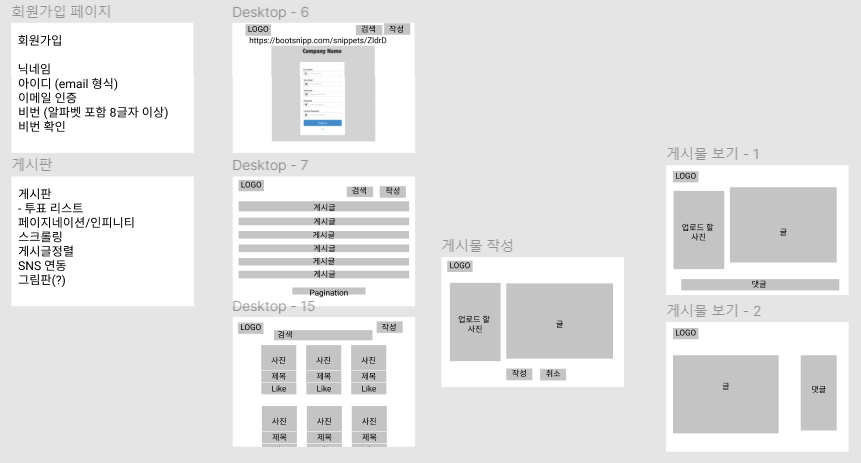 회원가입 페이지
회원가입
닉네임
아이디 (email 형식)
이메일 인증
비번 (알파벳 포함 8글자 이상)
비번 확인
게시판
게시판
- 투표 리스트
페이지네이션/인피니티
스크롤링
게시글정렬
SNS 연동
그림판(?)
Desktop - 6
LOGO
검색
작성
https://bootsnipp.com/snippets/ZldrD
Company Name
Desktop - 7
LOGO
검색
작성
게시글
게시글
게시글
게시글
게시글
게시글
Pagination
Desktop - 15
LOGO
검색
작성
사진
사진
사진
제목
제목
제목
Like
Like
Like
사진
사진
사진
제목
제목
제목
게시물 작성
LOGO
업로드 할
사진
글
작성
취소
게시물 보기 - 1
LOGO
업로드 할
사진
글
댓글
게시물 보기 - 2
LOGO
글
댓글